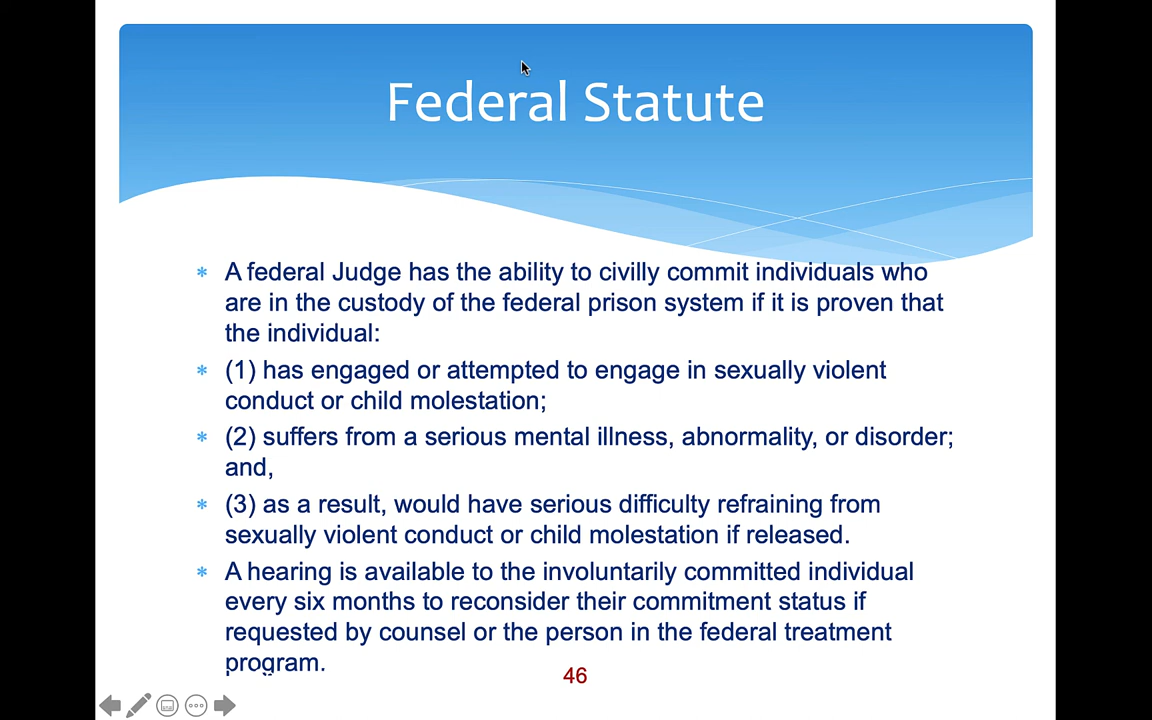 Federal Statute
* A federal Judge has the ability to civilly commit individuals who
are in the custody of the federal prison system if it is proven that
the individual:
* (1) has engaged or attempted to engage in sexually violent
conduct or child molestation;
* (2) suffers from a serious mental illness, abnormality, or disorder;
and,
* (3) as a result, would have serious difficulty refraining from
sexually violent conduct or child molestation if released.
* A hearing is available to the involuntarily committed individual
every six months to reconsider their commitment status if
requested by counsel or the person in the federal treatment
program.
46